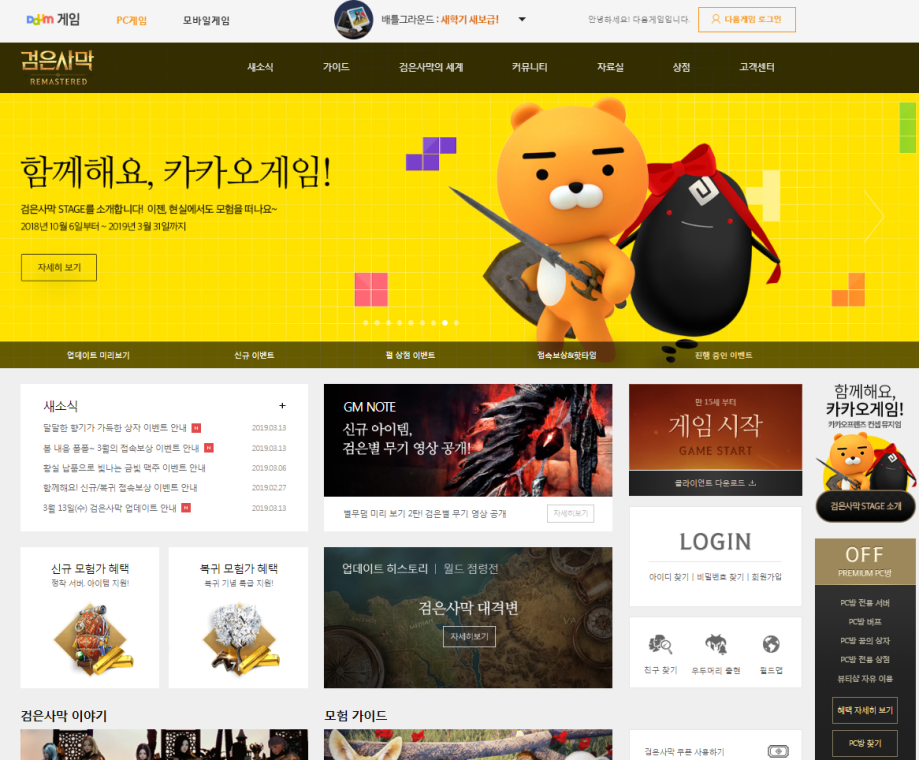 Daum 게임
PC게임
모바일게임
배틀그라운드 : 새학기 새보급!
안녕하세요! 다음게임입니다.
다음게임 로그인
검은사막
REMASTERED
새소식
가이드
검은사막의 세계
커뮤니티
자료실
상점
고객센터
함께해요, 카카오게임!
검은사막 STAGE를 소개합니다! 이젠, 현실에서도 모험을 떠나요~
2018년 10월 6일부터 ~ 2019년 3월 31일까지
자세히 보기
업데이트 미리보기
신규 이벤트
펄 상점 이벤트
접속보상&핫타임
진행 중인 이벤트
새소식
+
달달한 향기가 가득한 상자 이벤트 안내 N
2019.03.13
봄 내음 폴폴~ 3월의 접속보상 이벤트 안내 N
2019.03.13
황실 납품으로 빛나는 금빛 맥주 이벤트 안내
2019.03.06
함께해요! 신규/복귀 접속보상 이벤트 안내
2019.02.27
3월 13일(수) 검은사막 업데이트 안내 N
2019.03.13
GM NOTE
신규 아이템,
검은별 무기 영상 공개!
별무덤 미리 보기 2탄! 검은별 무기 영상 공개
자세히보기
만 15세 부터
게임 시작
GAME START
클라이언트 다운로드
LOGIN
아이디 찾기 | 비밀번호 찾기 | 회원가입
친구 찾기
우두머리 출현
월드맵
함께해요,
카카오게임!
카카오프렌즈 컨셉 뮤지엄
검은사막 STAGE 소개
OFF
PREMIUM PC방
PC방 전용 서버
PC방 버프
PC방 꿈의 상자
PC방 전용 상점
뷰티샵 자유 이용
혜택 자세히 보기
PC방 찾기
신규 모험가 혜택
정착 서버, 아이템 지원!
복귀 모험가 혜택
복귀 기념 특급 지원!
업데이트 히스토리 | 월드 점령전
검은사막 대격변
자세히보기
검은사막 이야기
모험 가이드
검은사막 쿠폰 사용하기